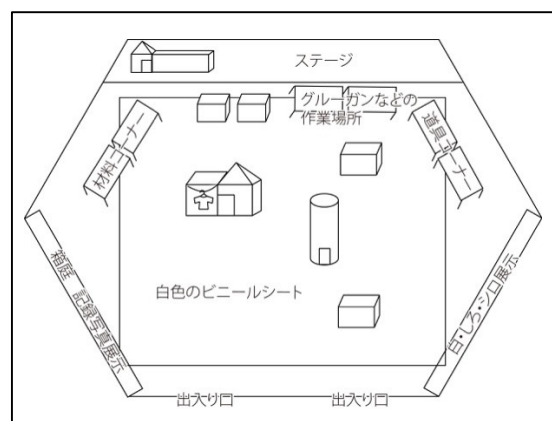 ステージ
グルーガンなどの
作業場所
材料コーナー
道具コーナー
白色のビニールシート
箱庭　記録写真展示
白・しろ・シロ展示
出入り口
出入り口